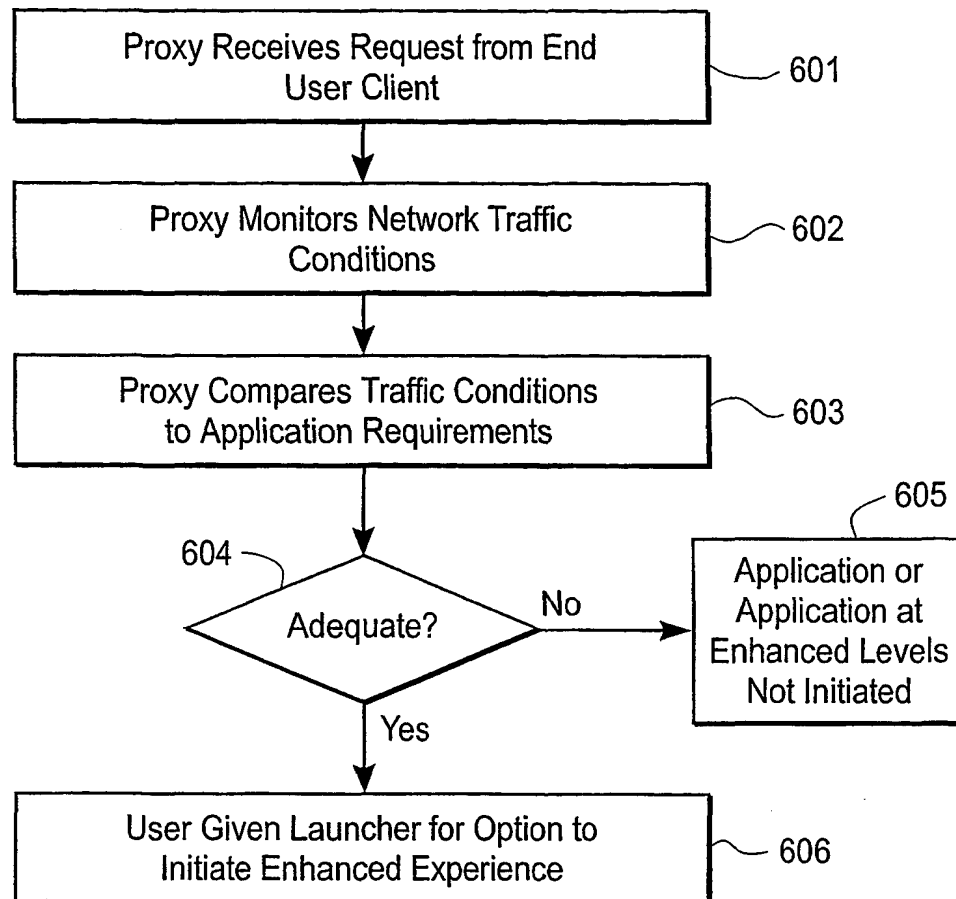 Proxy Receives Request from End
User Client
601
Proxy Monitors Network Traffic
Conditions
602
Proxy Compares Traffic Conditions
to Application Requirements
603
604
Adequate?
No
605
Application or
Application at
Enhanced Levels
Not Initiated
Yes
User Given Launcher for Option to
Initiate Enhanced Experience
606